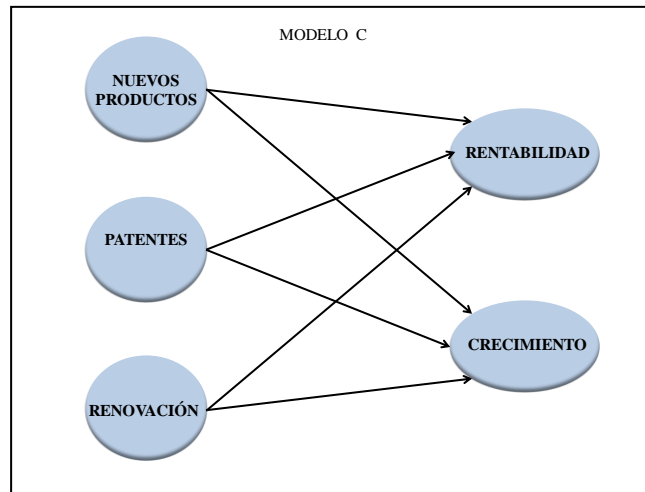 MODELO C
NUEVOS
PRODUCTOS
RENTABILIDAD
PATENTES
CRECIMIENTO
RENOVACIÓN